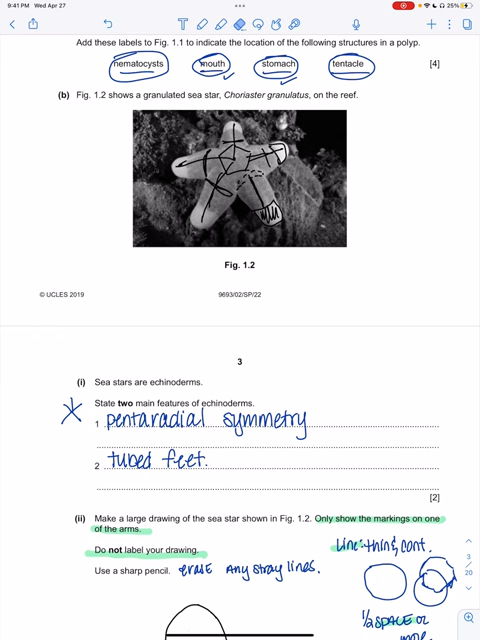 9:41 PM Wed Apr 27
25%
Add these labels to Fig. 1.1 to indicate the location of the following structures in a polyp.
nematocysts mouth stomach tentacle [4]
(b) Fig. 1.2 shows a granulated sea star, Choriaster granulatus, on the reef.
Fig. 1.2
© UCLES 2019 9693/02/SP/22
3
(i) Sea stars are echinoderms.
State two main features of echinoderms.
1 pentaradial symmetry
2 tubed feet.
[2]
(ii) Make a large drawing of the sea star shown in Fig. 1.2. Only show the markings on one
of the arms.
Do not label your drawing.
Line: thin & cont.
Use a sharp pencil. erase any stray lines.
1/2 SPACE or
more
3
20